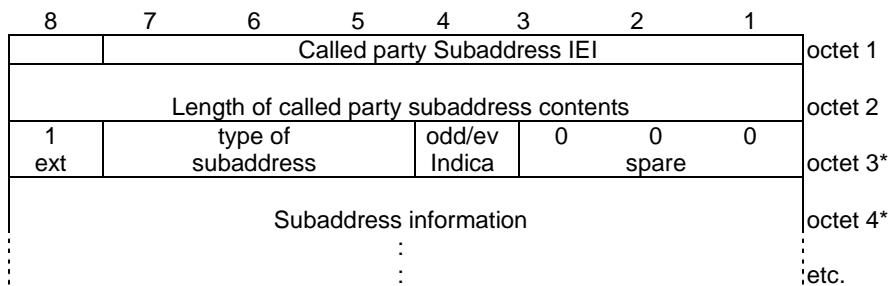 8 7 6 5 4 3 2 1
Called party Subaddress IEI octet 1
Length of called party subaddress contents octet 2
1 type of odd/ev 0 0 0
ext subaddress Indica spare octet 3*
Subaddress information octet 4*
:
: etc.